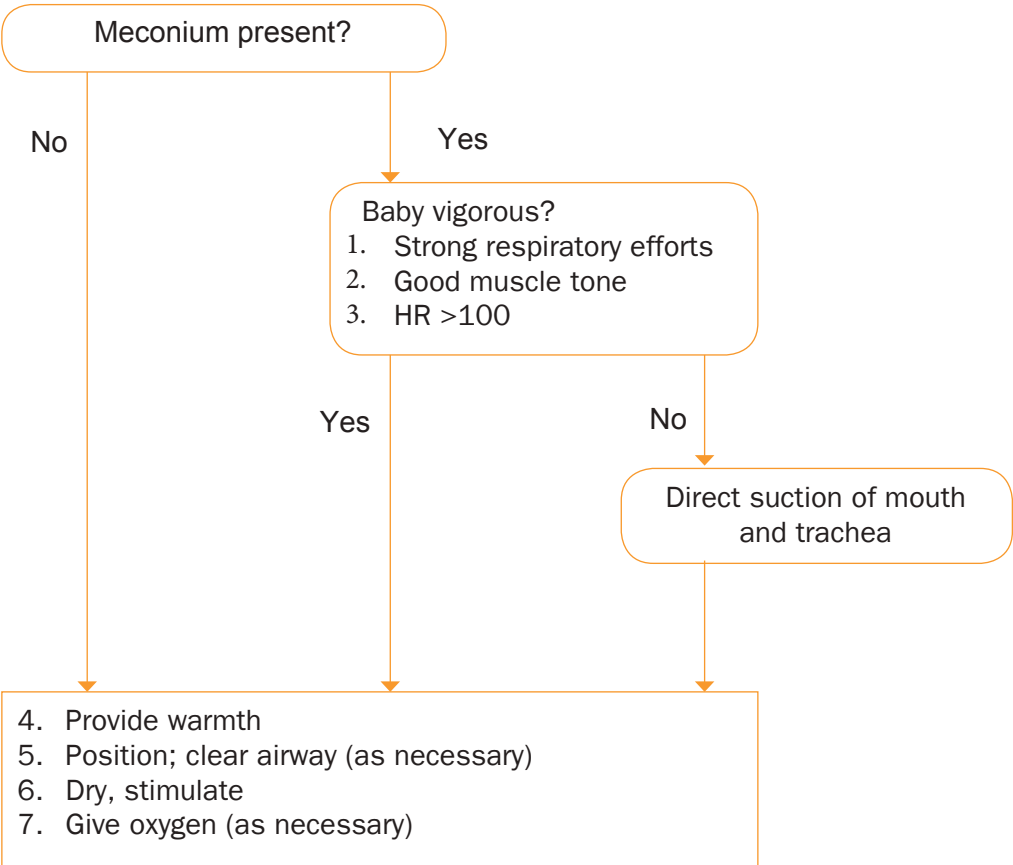 Meconium present?
No
Yes
Baby vigorous?
1. Strong respiratory efforts
2. Good muscle tone
3. HR >100
Yes
No
Direct suction of mouth
and trachea
4. Provide warmth
5. Position; clear airway (as necessary)
6. Dry, stimulate
7. Give oxygen (as necessary)